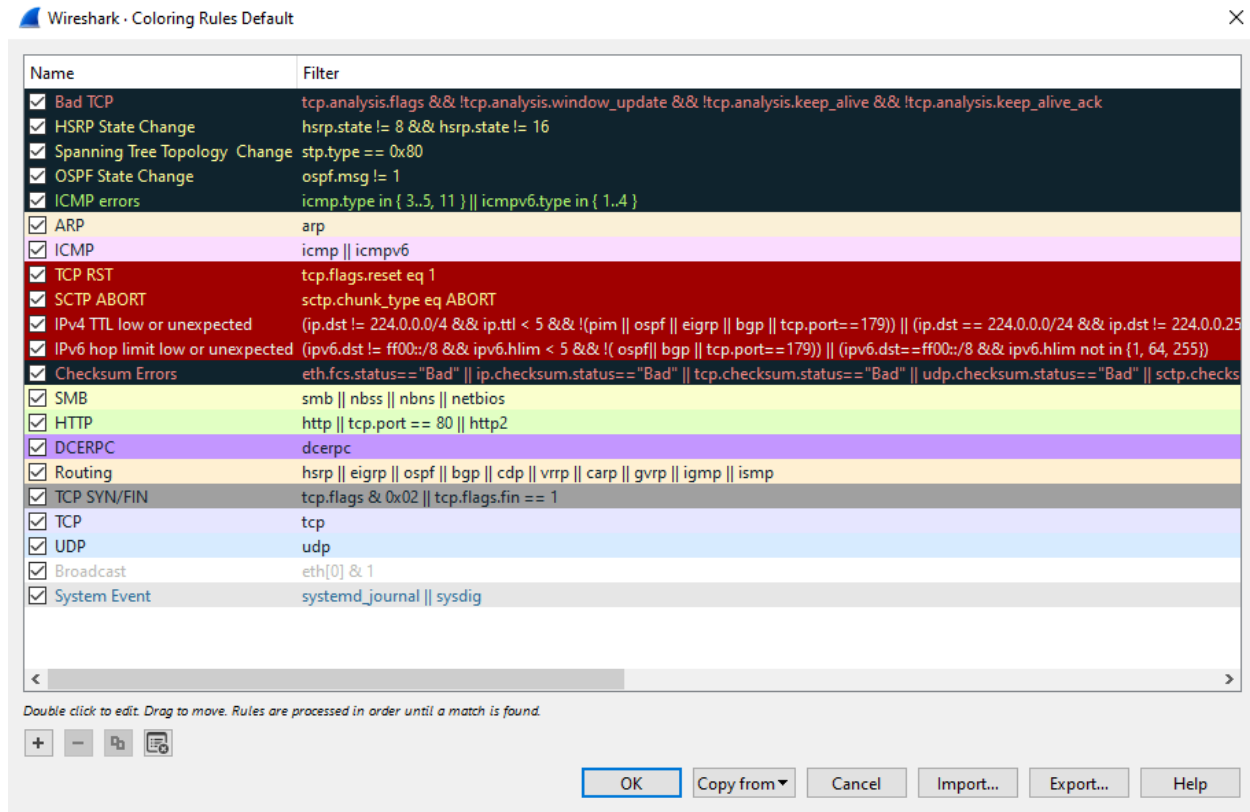 Wireshark · Coloring Rules Default
Name Filter
Bad TCP tcp.analysis.flags && !tcp.analysis.window_update && !tcp.analysis.keep_alive && !tcp.analysis.keep_alive_ack
HSRP State Change hsrp.state != 8 && hsrp.state != 16
Spanning Tree Topology  Change stp.type == 0x80
OSPF State Change ospf.msg != 1
ICMP errors icmp.type in { 3..5, 11 } || icmpv6.type in { 1..4 }
ARP arp
ICMP icmp || icmpv6
TCP RST tcp.flags.reset eq 1
SCTP ABORT sctp.chunk_type eq ABORT
IPv4 TTL low or unexpected (ip.dst != 224.0.0.0/4 && ip.ttl < 5 && !(pim || ospf || eigrp || bgp || tcp.port==179)) || (ip.dst == 224.0.0.0/24 && ip.dst != 224.0.0.25
IPv6 hop limit low or unexpected (ipv6.dst != ff00::/8 && ipv6.hlim < 5 && !( ospf|| bgp || tcp.port==179)) || (ipv6.dst==ff00::/8 && ipv6.hlim not in {1, 64, 255})
Checksum Errors eth.fcs.status=="Bad" || ip.checksum.status=="Bad" || tcp.checksum.status=="Bad" || udp.checksum.status=="Bad" || sctp.checks
SMB smb || nbss || nbns || netbios
HTTP http || tcp.port == 80 || http2
DCERPC dcerpc
Routing hsrp || eigrp || ospf || bgp || cdp || vrrp || carp || gvrp || igmp || ismp
TCP SYN/FIN tcp.flags & 0x02 || tcp.flags.fin == 1
TCP tcp
UDP udp
Broadcast eth[0] & 1
System Event systemd_journal || sysdig
Double click to edit. Drag to move. Rules are processed in order until a match is found.
OK Copy from Cancel Import... Export... Help